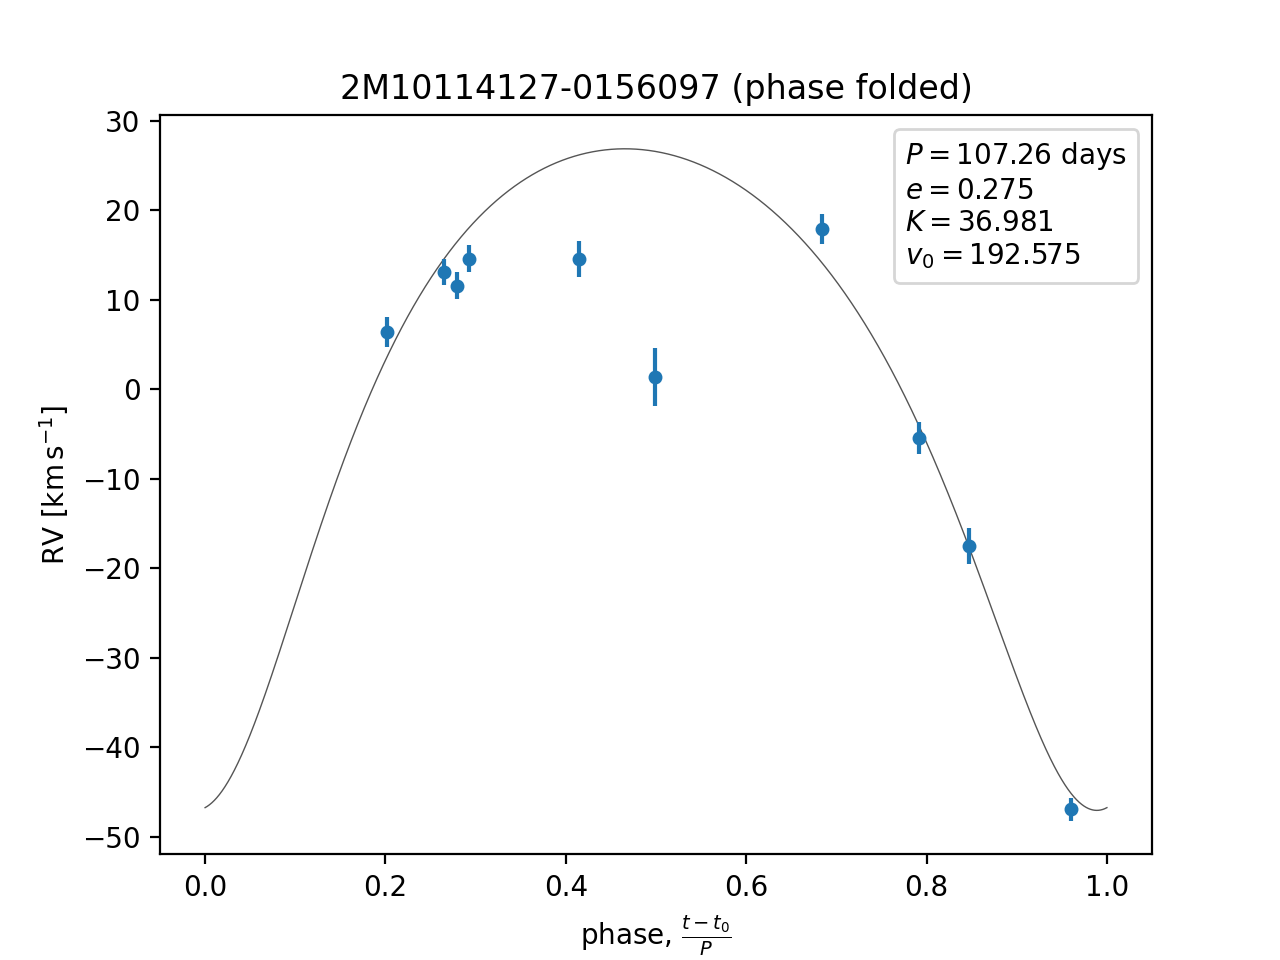 2M10114127-0156097 (phase folded)
P = 107.26 days
e = 0.275
K = 36.981
v₀ = 192.575
RV [km s⁻¹]
30
20
10
0
−10
−20
−30
−40
−50
0.0 0.2 0.4 0.6 0.8 1.0
phase, (t − t₀)/P